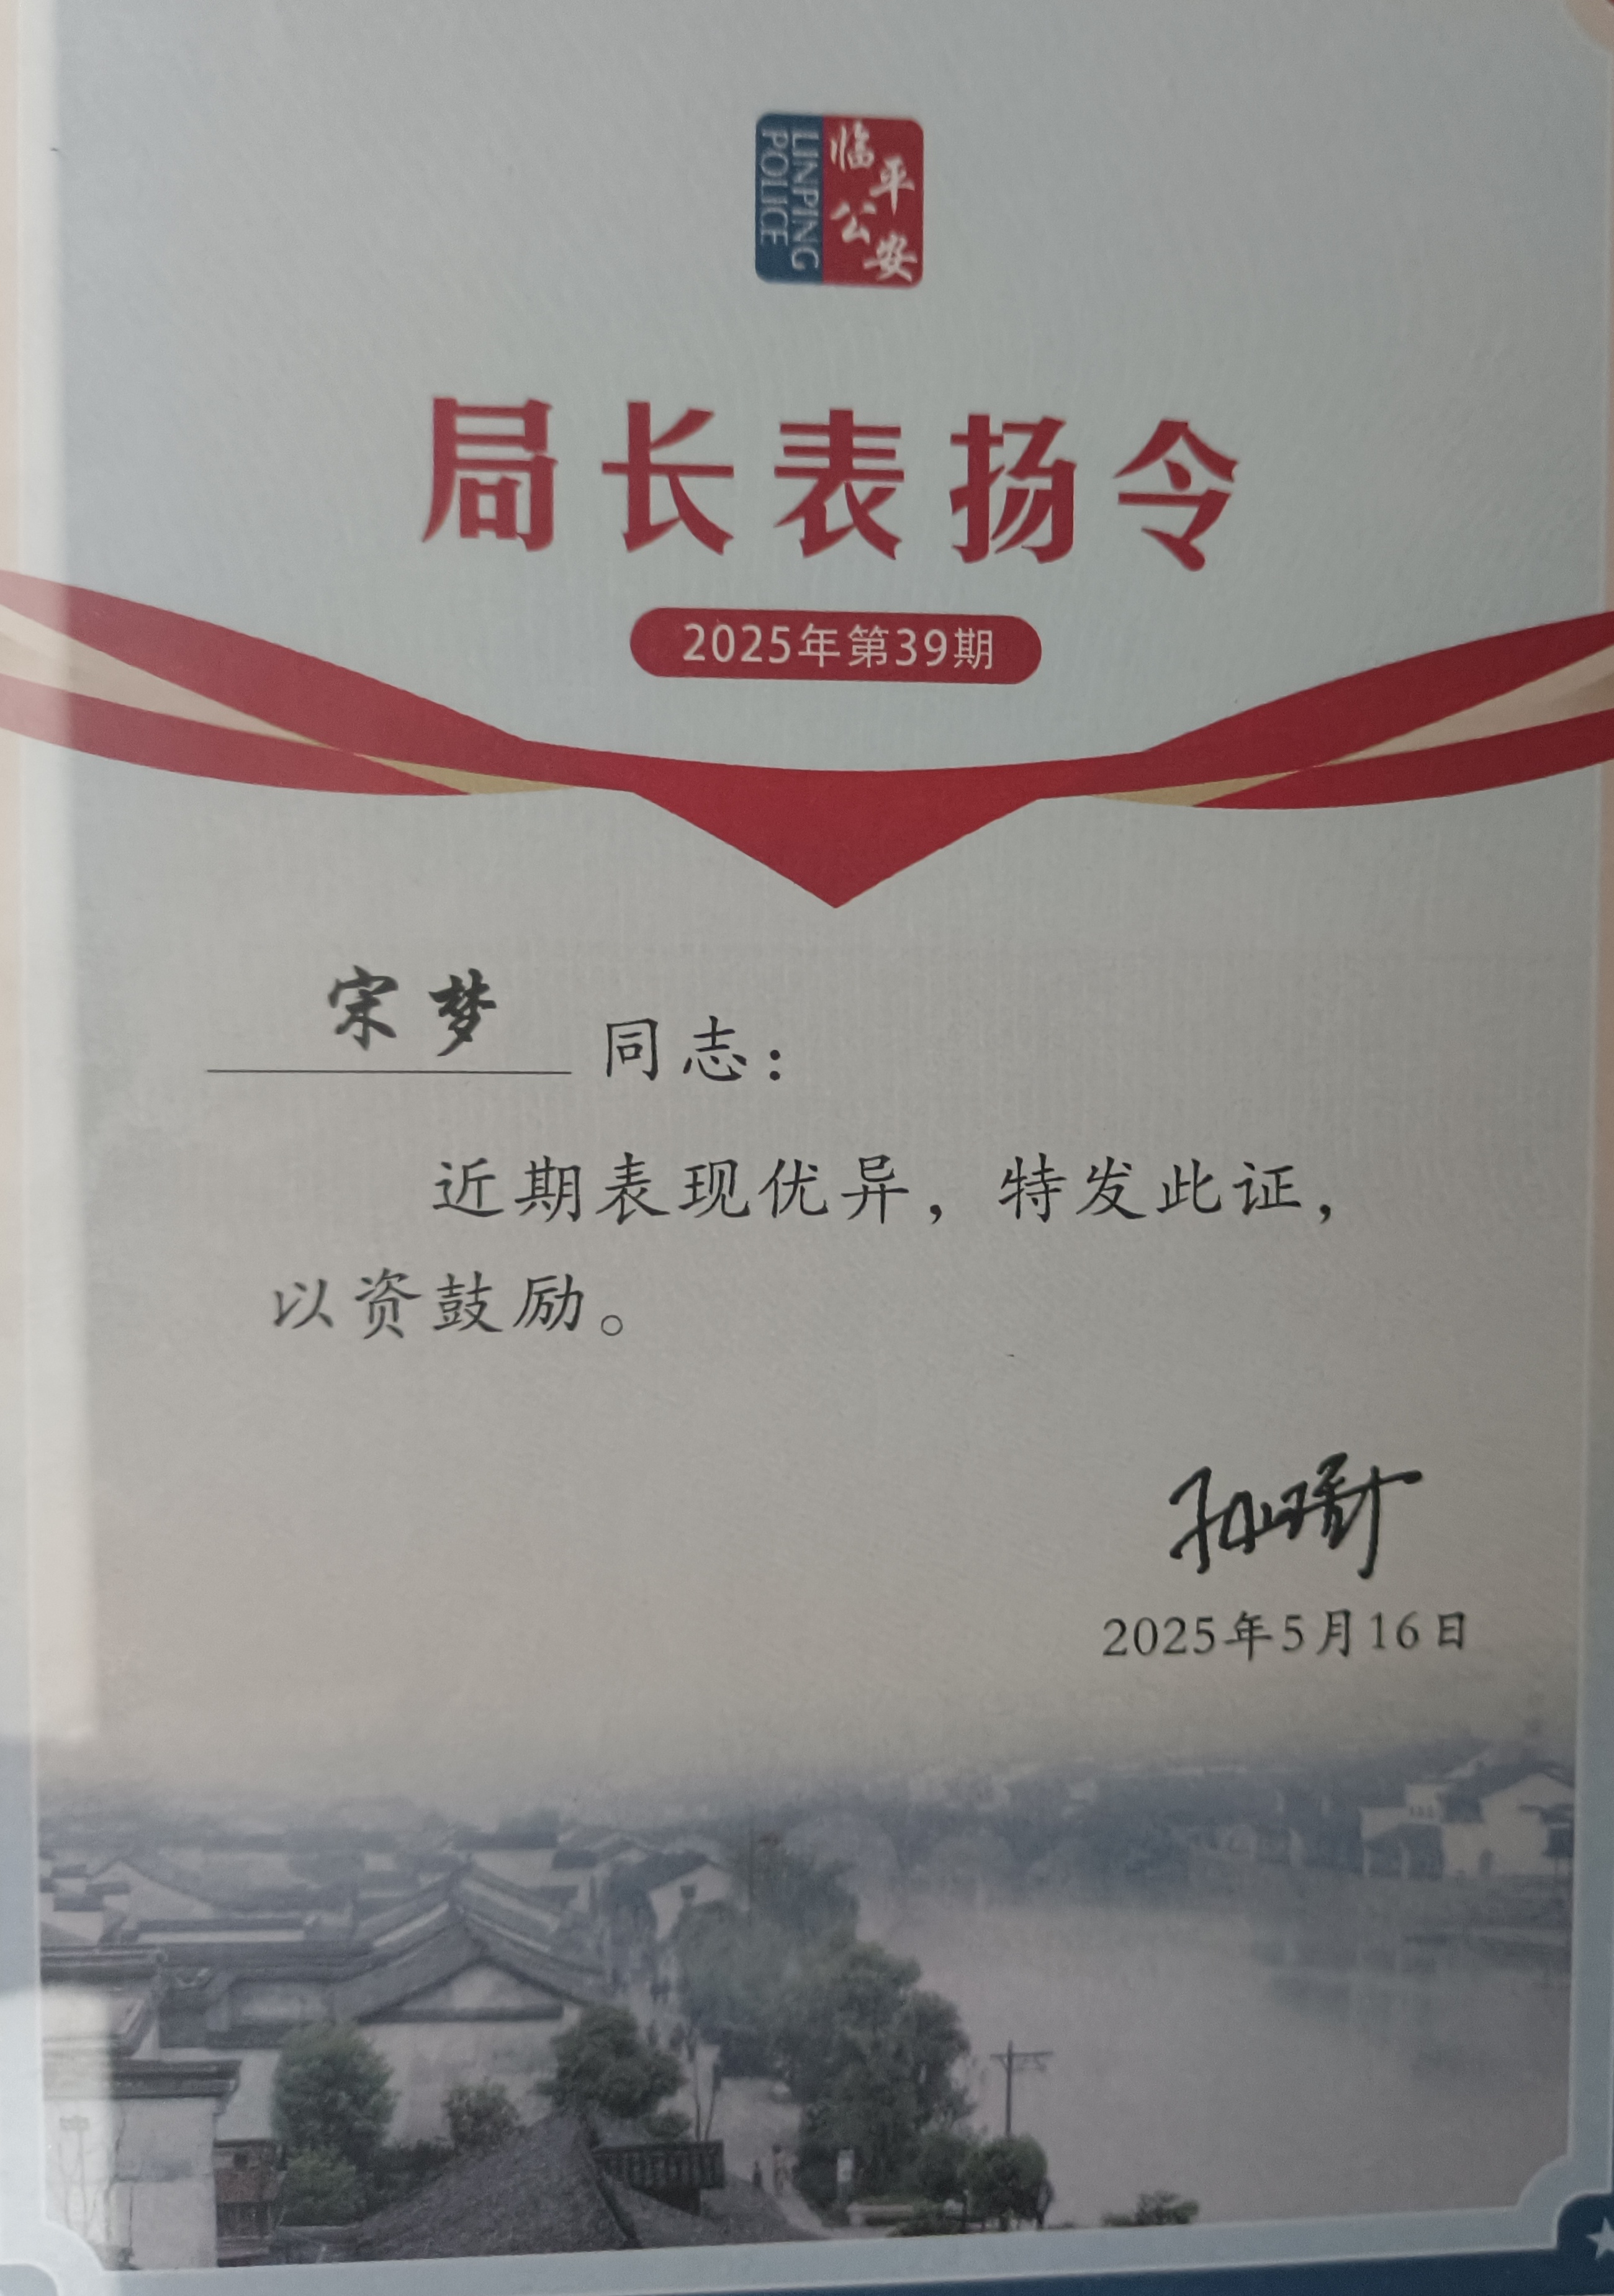 临平公安
LINPING
POLICE
局长表扬令
2025年第39期
宋梦 同志：
近期表现优异，特发此证，
以资鼓励。
2025年5月16日